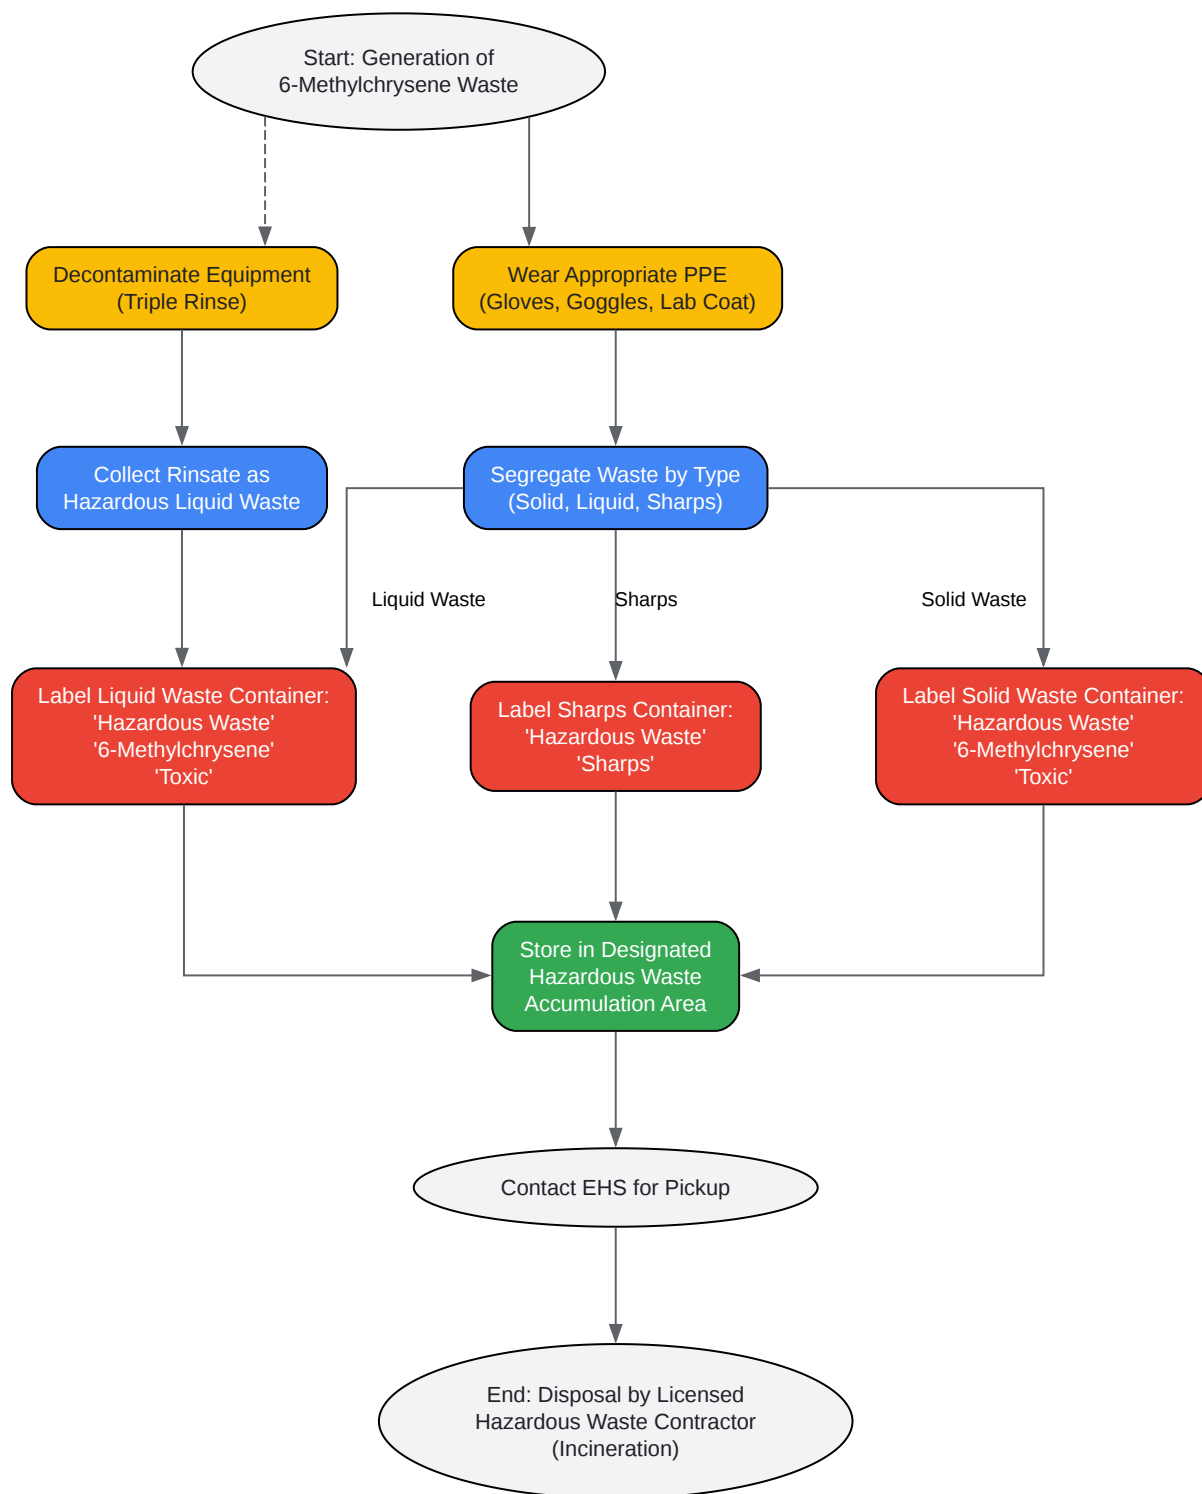 Start: Generation of
6-Methylchrysene Waste
Decontaminate Equipment
(Triple Rinse)
Wear Appropriate PPE
(Gloves, Goggles, Lab Coat)
Collect Rinsate as
Hazardous Liquid Waste
Segregate Waste by Type
(Solid, Liquid, Sharps)
Liquid Waste
Sharps
Solid Waste
Label Liquid Waste Container:
'Hazardous Waste'
'6-Methylchrysene'
'Toxic'
Label Sharps Container:
'Hazardous Waste'
'Sharps'
Label Solid Waste Container:
'Hazardous Waste'
'6-Methylchrysene'
'Toxic'
Store in Designated
Hazardous Waste
Accumulation Area
Contact EHS for Pickup
End: Disposal by Licensed
Hazardous Waste Contractor
(Incineration)